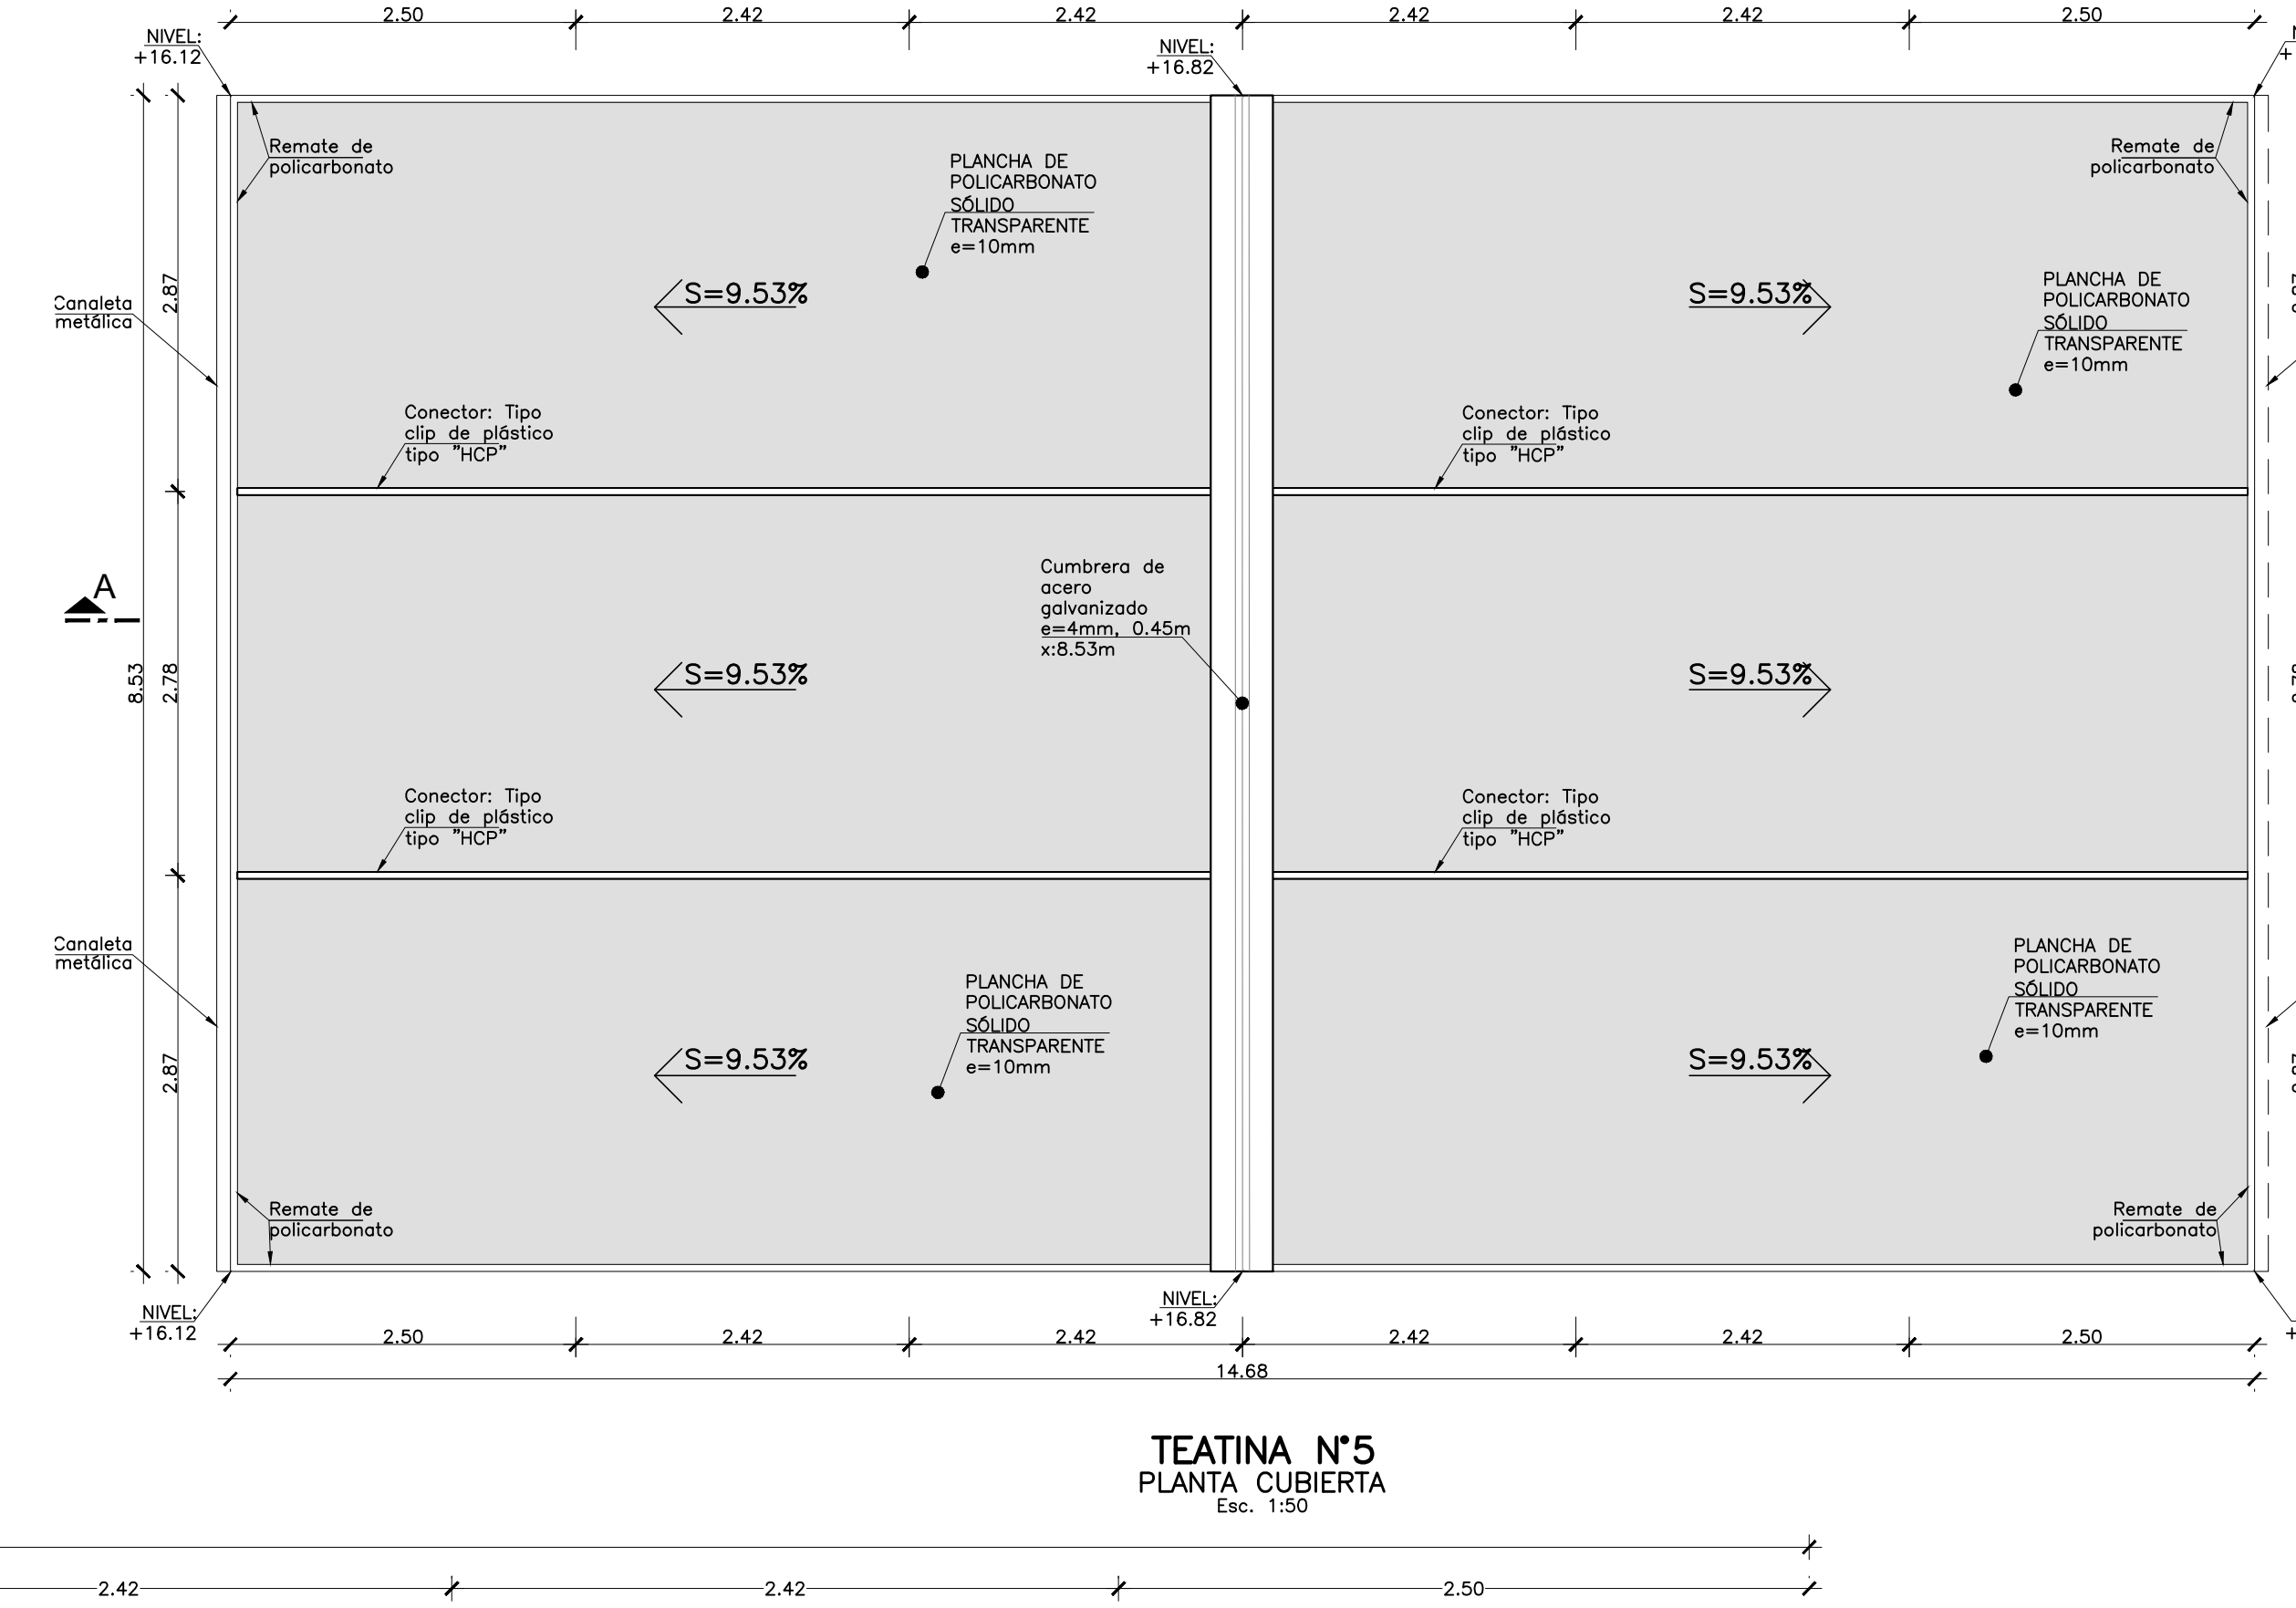 2.50
2.42
2.42
2.42
2.42
2.50
NIVEL:
+16.12
NIVEL:
+16.82
Remate de
policarbonato
PLANCHA DE
POLICARBONATO
SÓLIDO
TRANSPARENTE
e=10mm
Remate de
policarbonato
2.87
Canaleta
metálica
S=9.53%
S=9.53%
PLANCHA DE
POLICARBONATO
SÓLIDO
TRANSPARENTE
e=10mm
Conector: Tipo
clip de plástico
tipo "HCP"
Conector: Tipo
clip de plástico
tipo "HCP"
A
Cumbrera de
acero
galvanizado
e=4mm, 0.45m
x:8.53m
8.53
2.78
S=9.53%
S=9.53%
Conector: Tipo
clip de plástico
tipo "HCP"
Conector: Tipo
clip de plástico
tipo "HCP"
Canaleta
metálica
PLANCHA DE
POLICARBONATO
SÓLIDO
TRANSPARENTE
e=10mm
PLANCHA DE
POLICARBONATO
SÓLIDO
TRANSPARENTE
e=10mm
2.87
S=9.53%
S=9.53%
Remate de
policarbonato
Remate de
policarbonato
NIVEL:
+16.12
NIVEL:
+16.82
2.50
2.42
2.42
2.42
2.42
2.50
14.68
TEATINA N°5
PLANTA CUBIERTA
Esc. 1:50
2.42
2.42
2.50